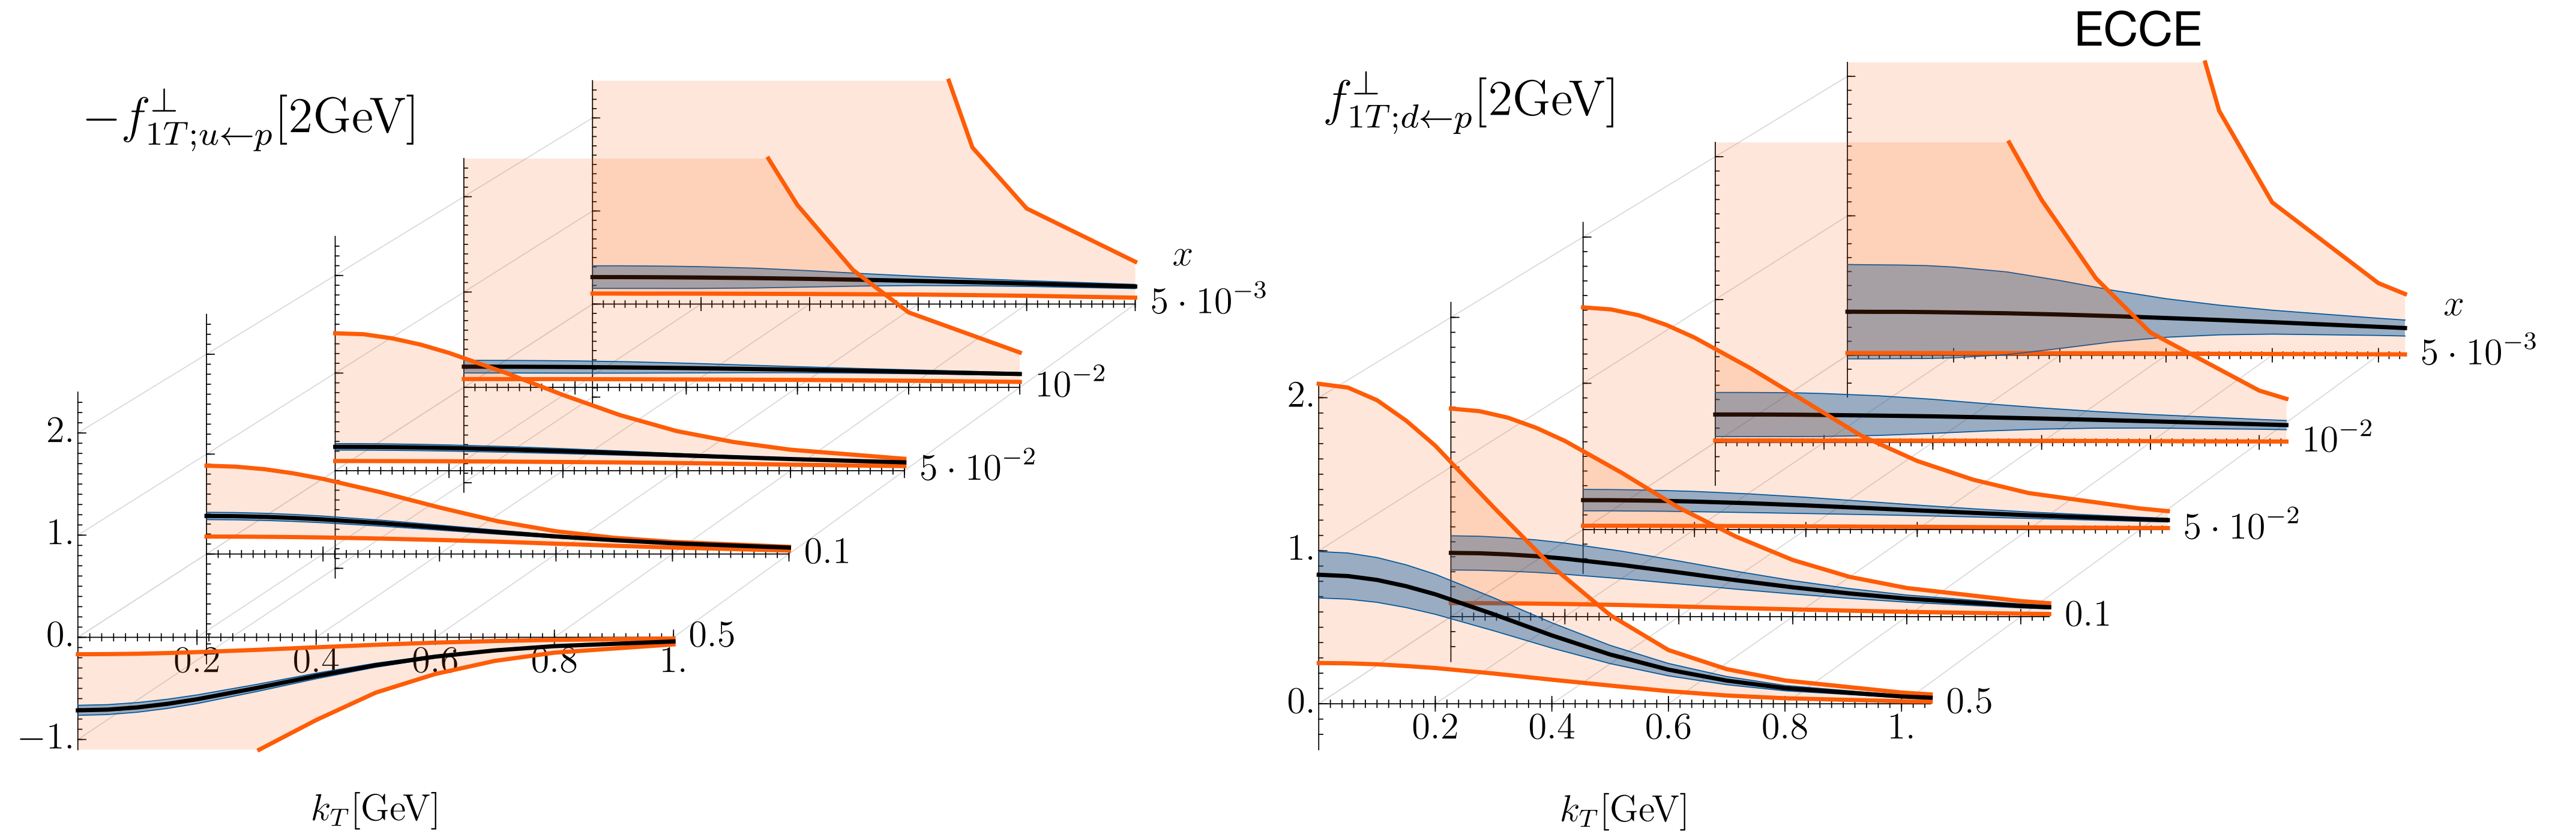 ECCE
−f⊥1T;u←p[2GeV]
x
5 · 10−3
10−2
5 · 10−2
0.1
0.5
2.
1.
0.
−1.
0.2 0.4 0.6 0.8 1.
kT[GeV]
f⊥1T;d←p[2GeV]
x
5 · 10−3
10−2
5 · 10−2
0.1
0.5
2.
1.
0.
0.2 0.4 0.6 0.8 1.
kT[GeV]